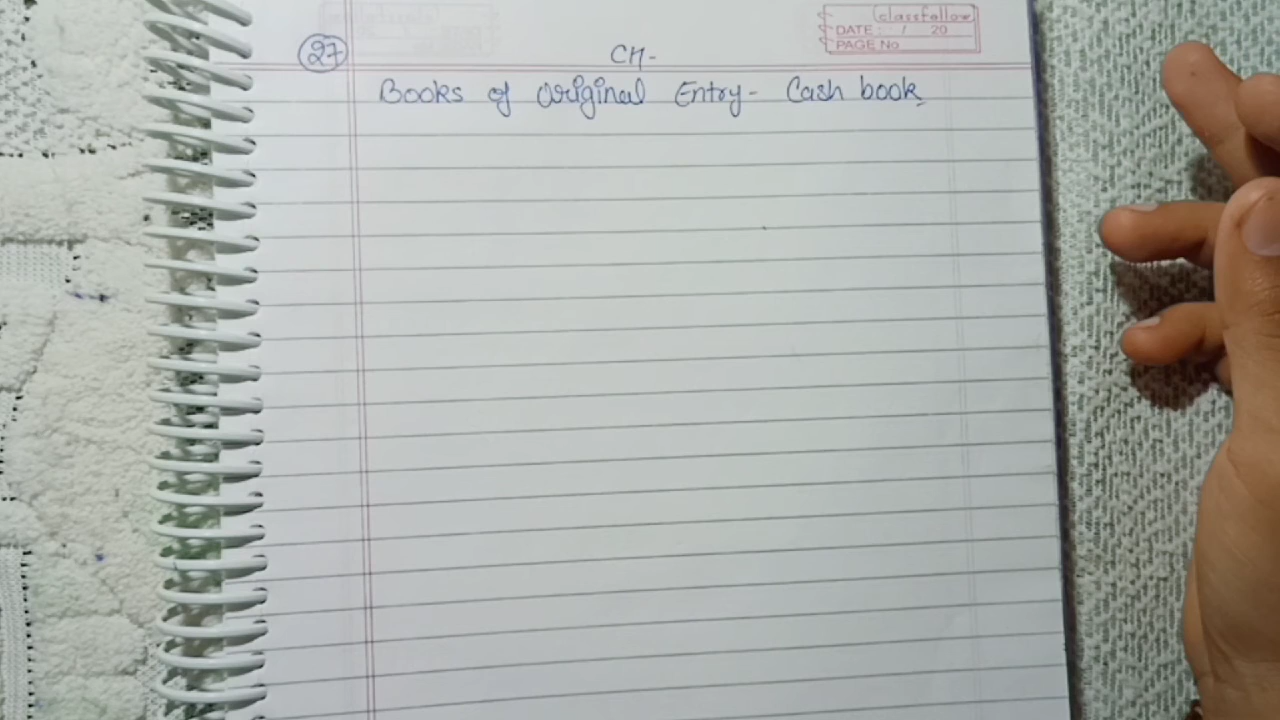 classfellow
DATE: / 20
PAGE No
27
CH-
Books of Original Entry - Cash book